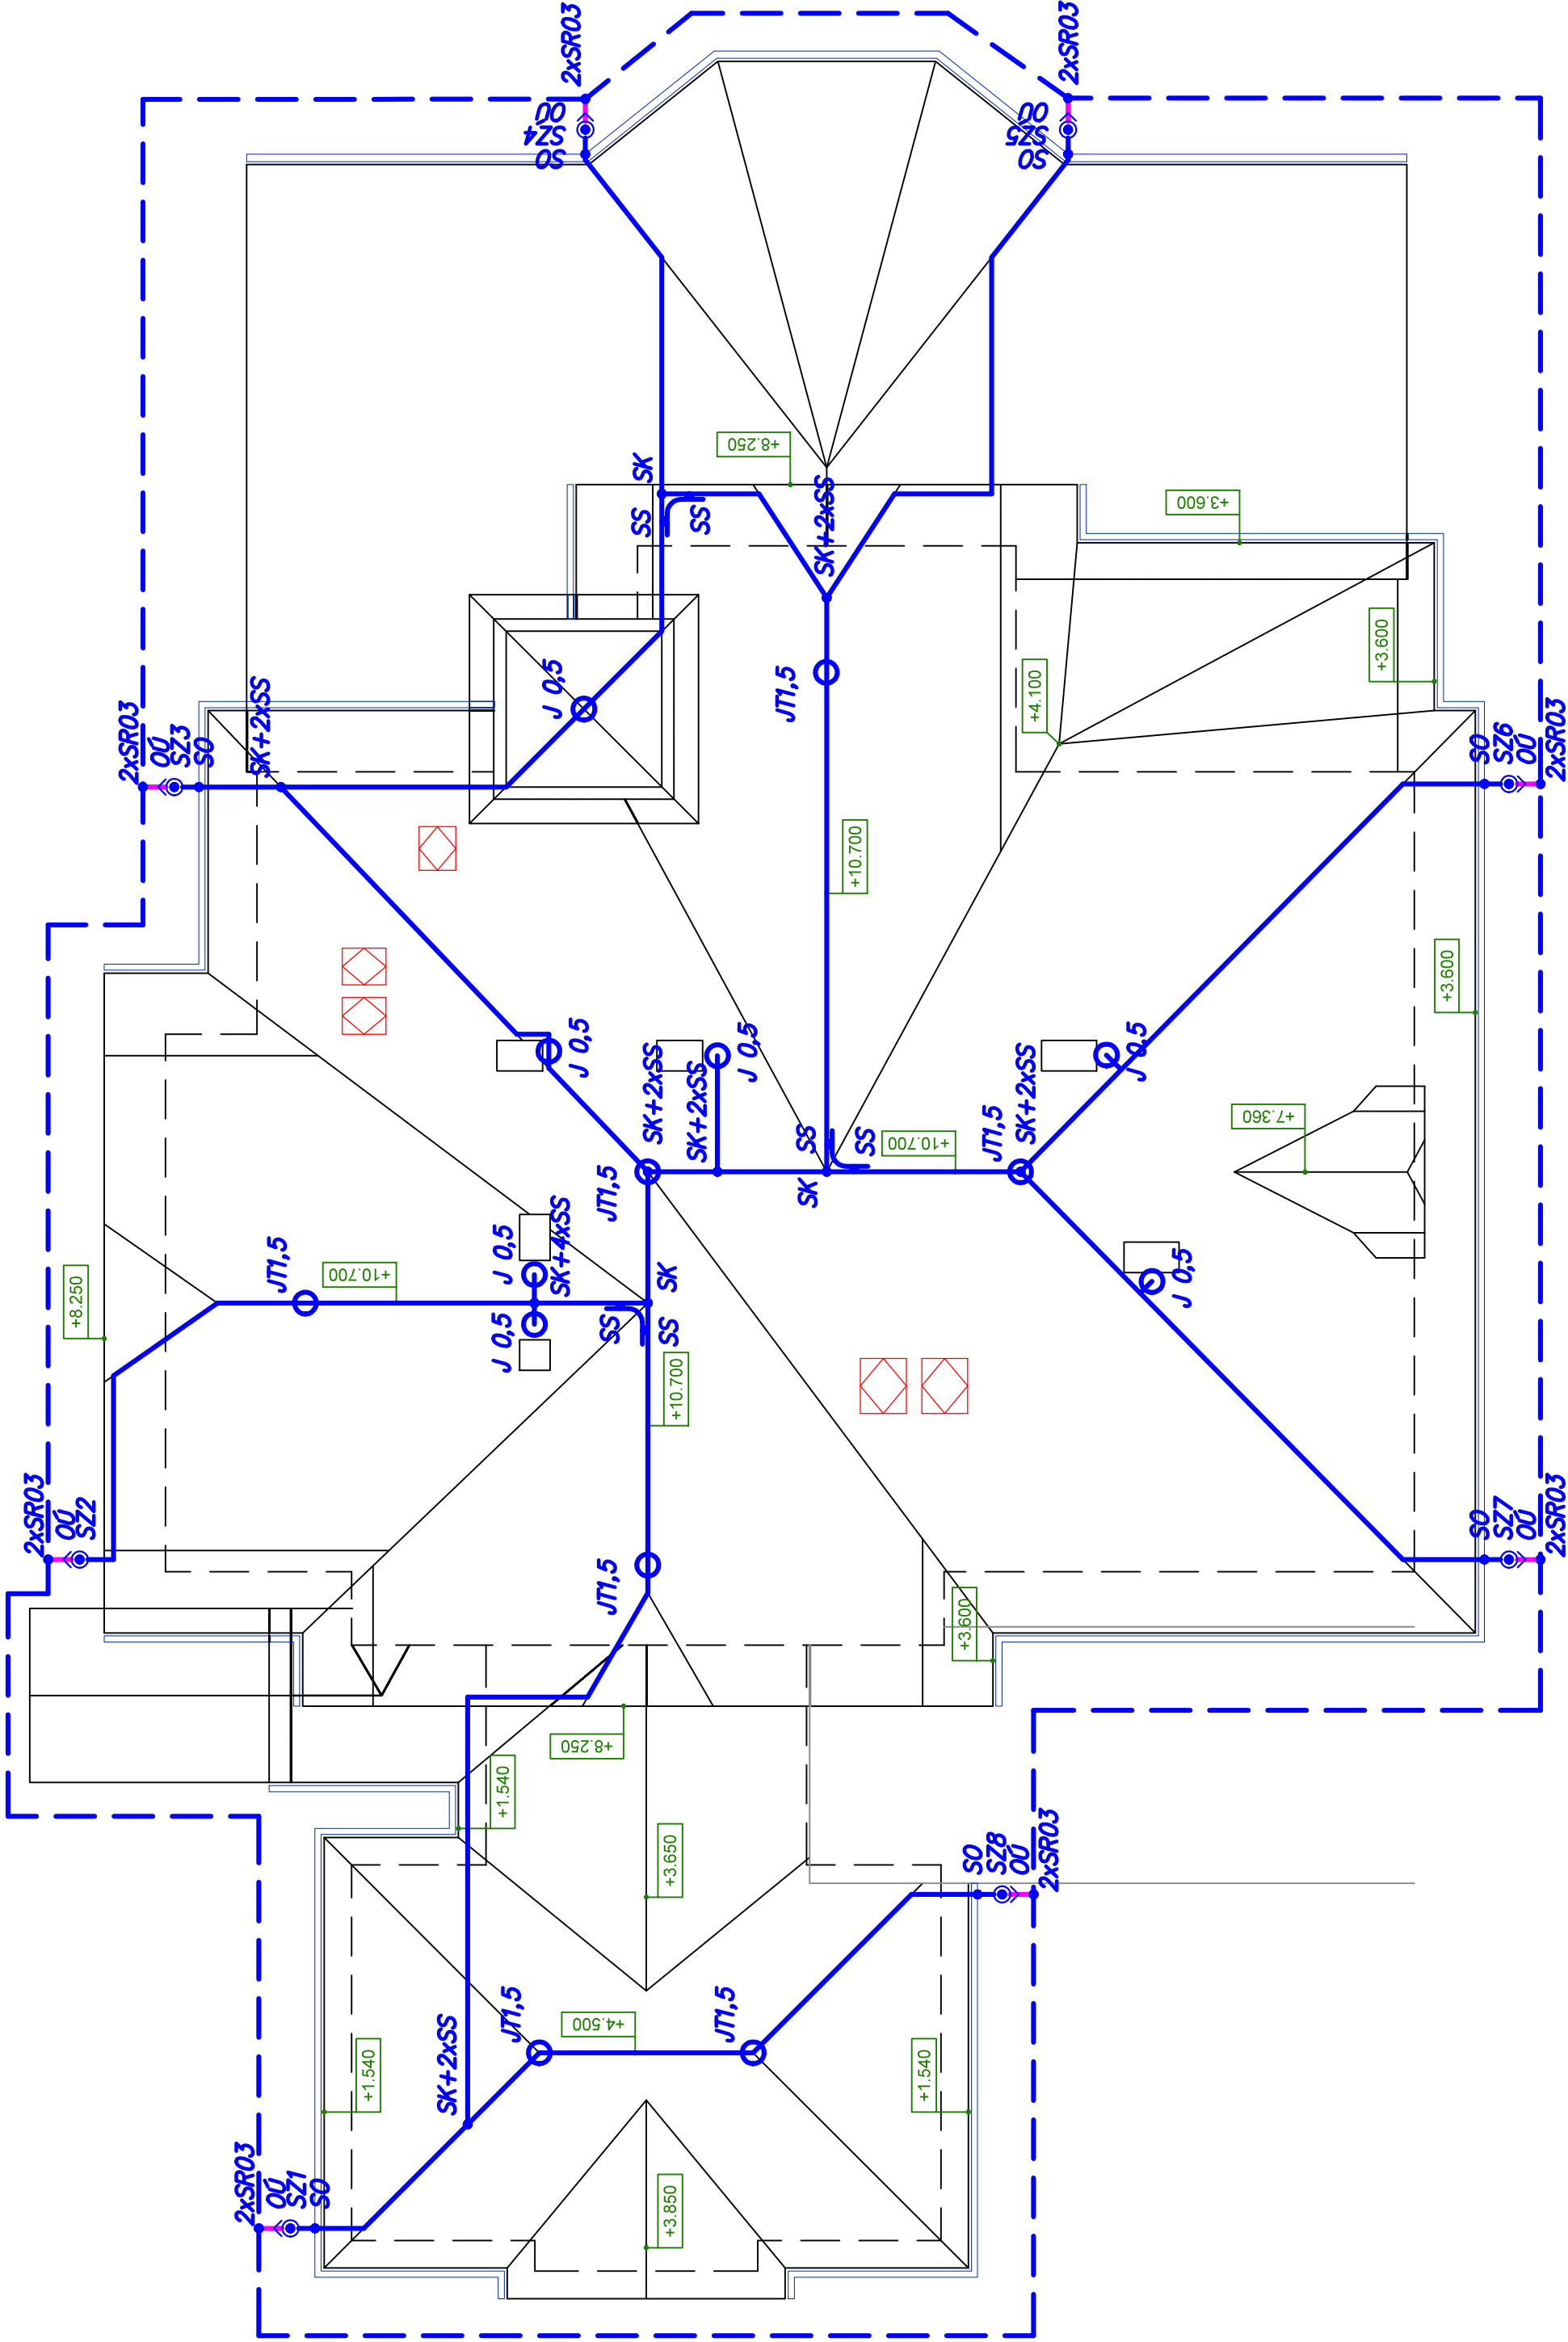 2xSR03
2xSR03
OÚ
SZ4
SO
OÚ
SZ5
SO
+8.250
SK
SS
SS
SK+2xSS
+3.600
+3.600
2xSR03
OÚ
SZ3
SO
SK+2xSS
J 0,5
JT1,5
+4.100
SO
SZ6
OÚ
2xSR03
+10.700
+3.600
J 0,5
SK+2xSS
SK+2xSS
J 0,5
J 0,5
SK+2xSS
JT1,5
+7.360
SS
SS
SK
+10.700
JT1,5
JT1,5
+10.700
+8.250
J 0,5
SK+4xSS
J 0,5
SK
SS
SS
J 0,5
+10.700
2xSR03
OÚ
SZ2
JT1,5
SO
SZ7
OÚ
2xSR03
+3.600
+8.250
+1.540
+3.650
SO
SZ8
OÚ
2xSR03
JT1,5
+4.500
JT1,5
SK+2xSS
+1.540
+1.540
2xSR03
OÚ
SZ1
SO
+3.850